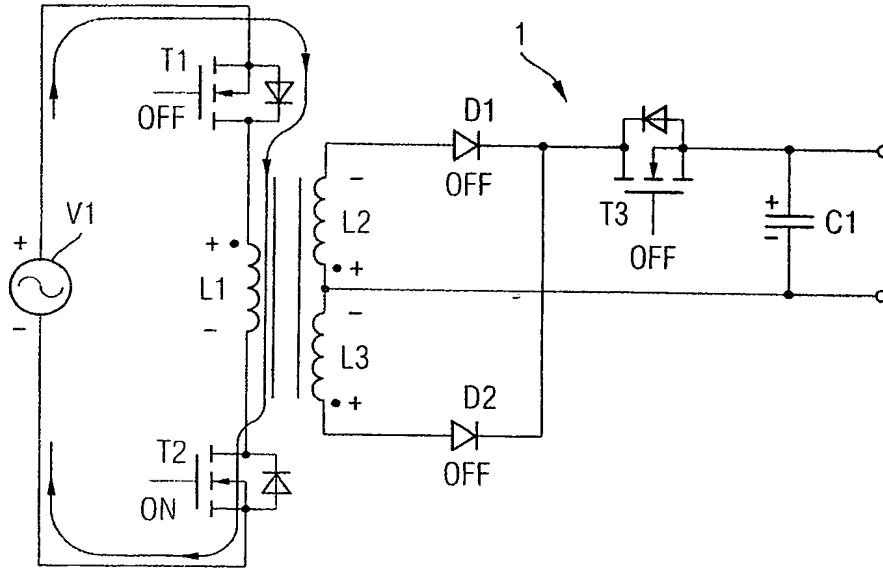 1
T1
OFF
D1
OFF
T3
OFF
V1
+
-
+
L1
-
-
L2
+
-
L3
+
+
-
C1
D2
OFF
T2
ON